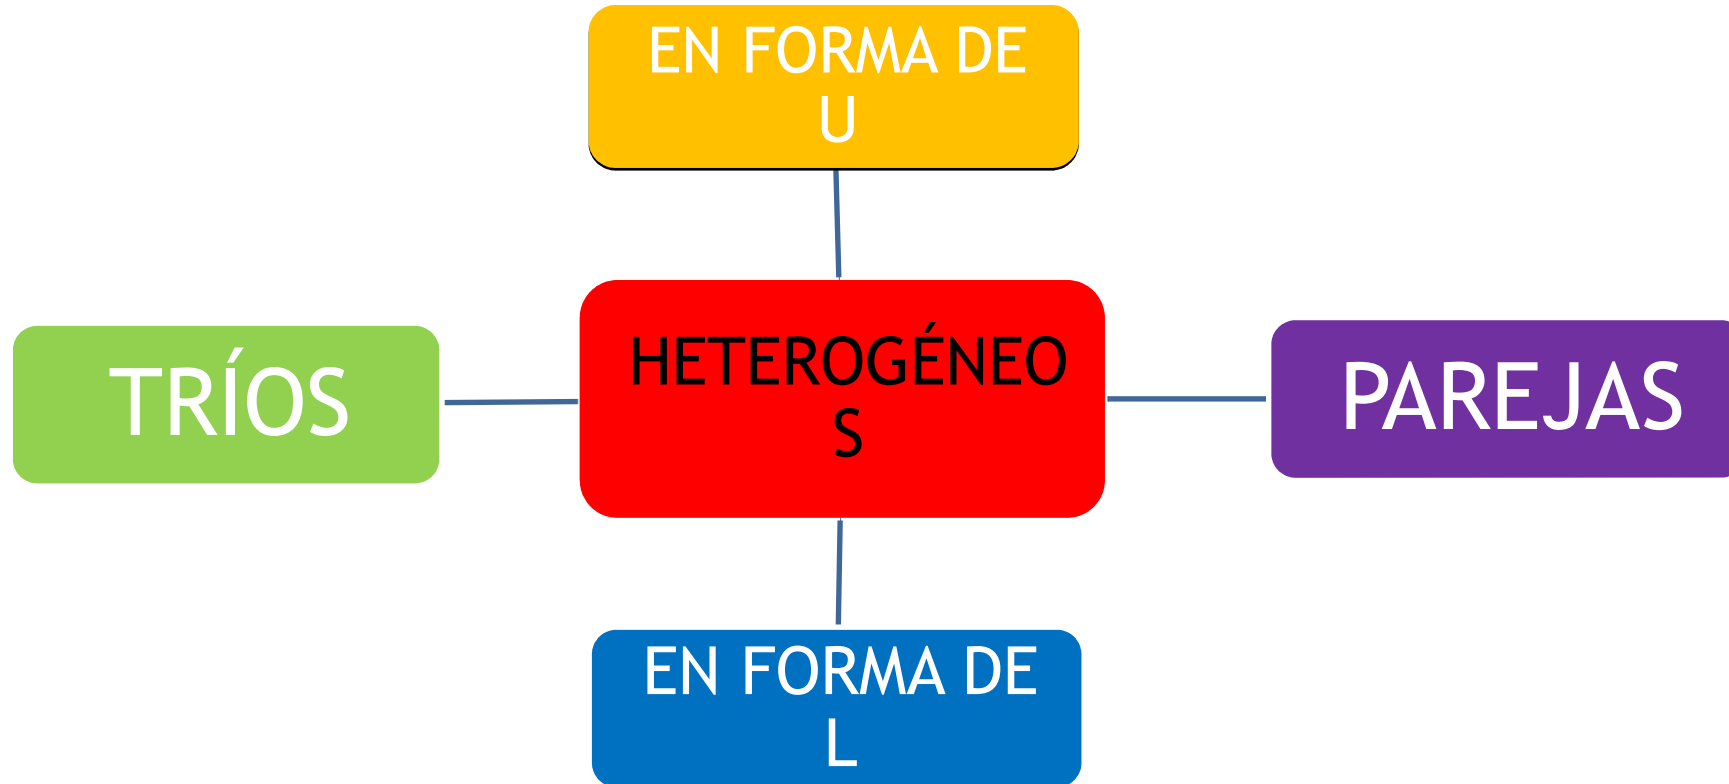 EN FORMA DE
U
TRÍOS
HETEROGÉNEO
S
PAREJAS
EN FORMA DE
L